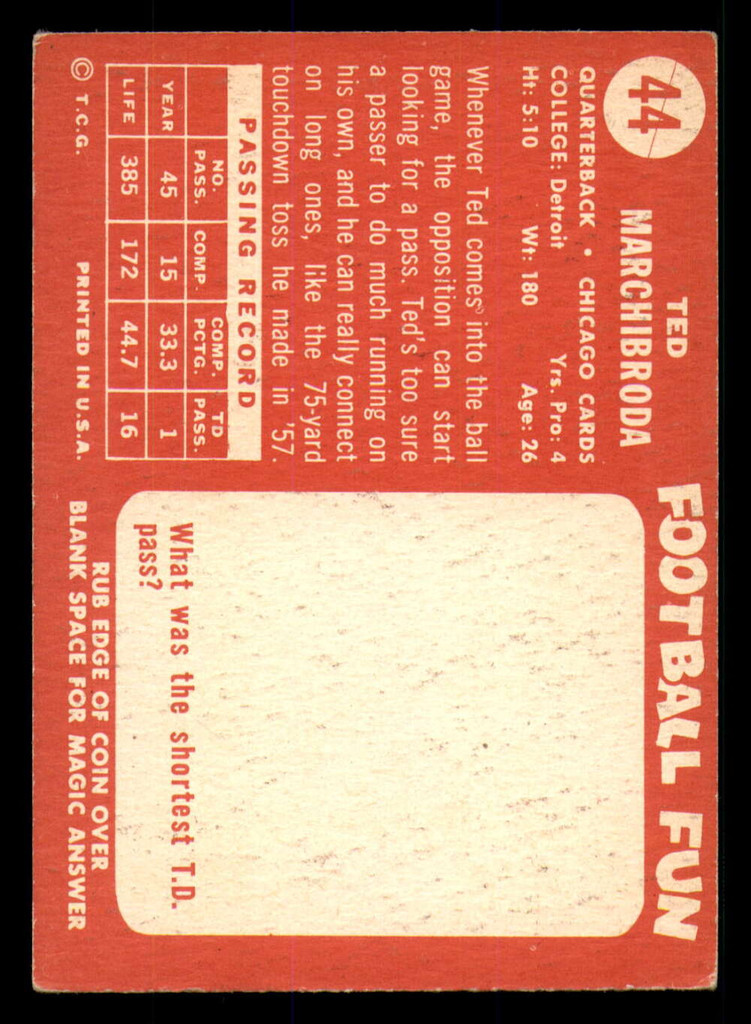 44
TED
MARCHIBRODA
QUARTERBACK • CHICAGO CARDS
COLLEGE: Detroit Yrs. Pro: 4
Ht: 5:10 Wt: 180 Age: 26
Whenever Ted comes into the ball
game, the opposition can start
looking for a pass. Ted's too sure
a passer to do much running on
his own, and he can really connect
on long ones, like the 75-yard
touchdown toss he made in '57.
PASSING RECORD
NO. PASS. COMP. COMP. PCTG. TD PASS.
YEAR 45 15 33.3 1
LIFE 385 172 44.7 16
© T.C.G. PRINTED IN U.S.A.
FOOTBALL FUN
What was the shortest T.D.
pass?
RUB EDGE OF COIN OVER
BLANK SPACE FOR MAGIC ANSWER